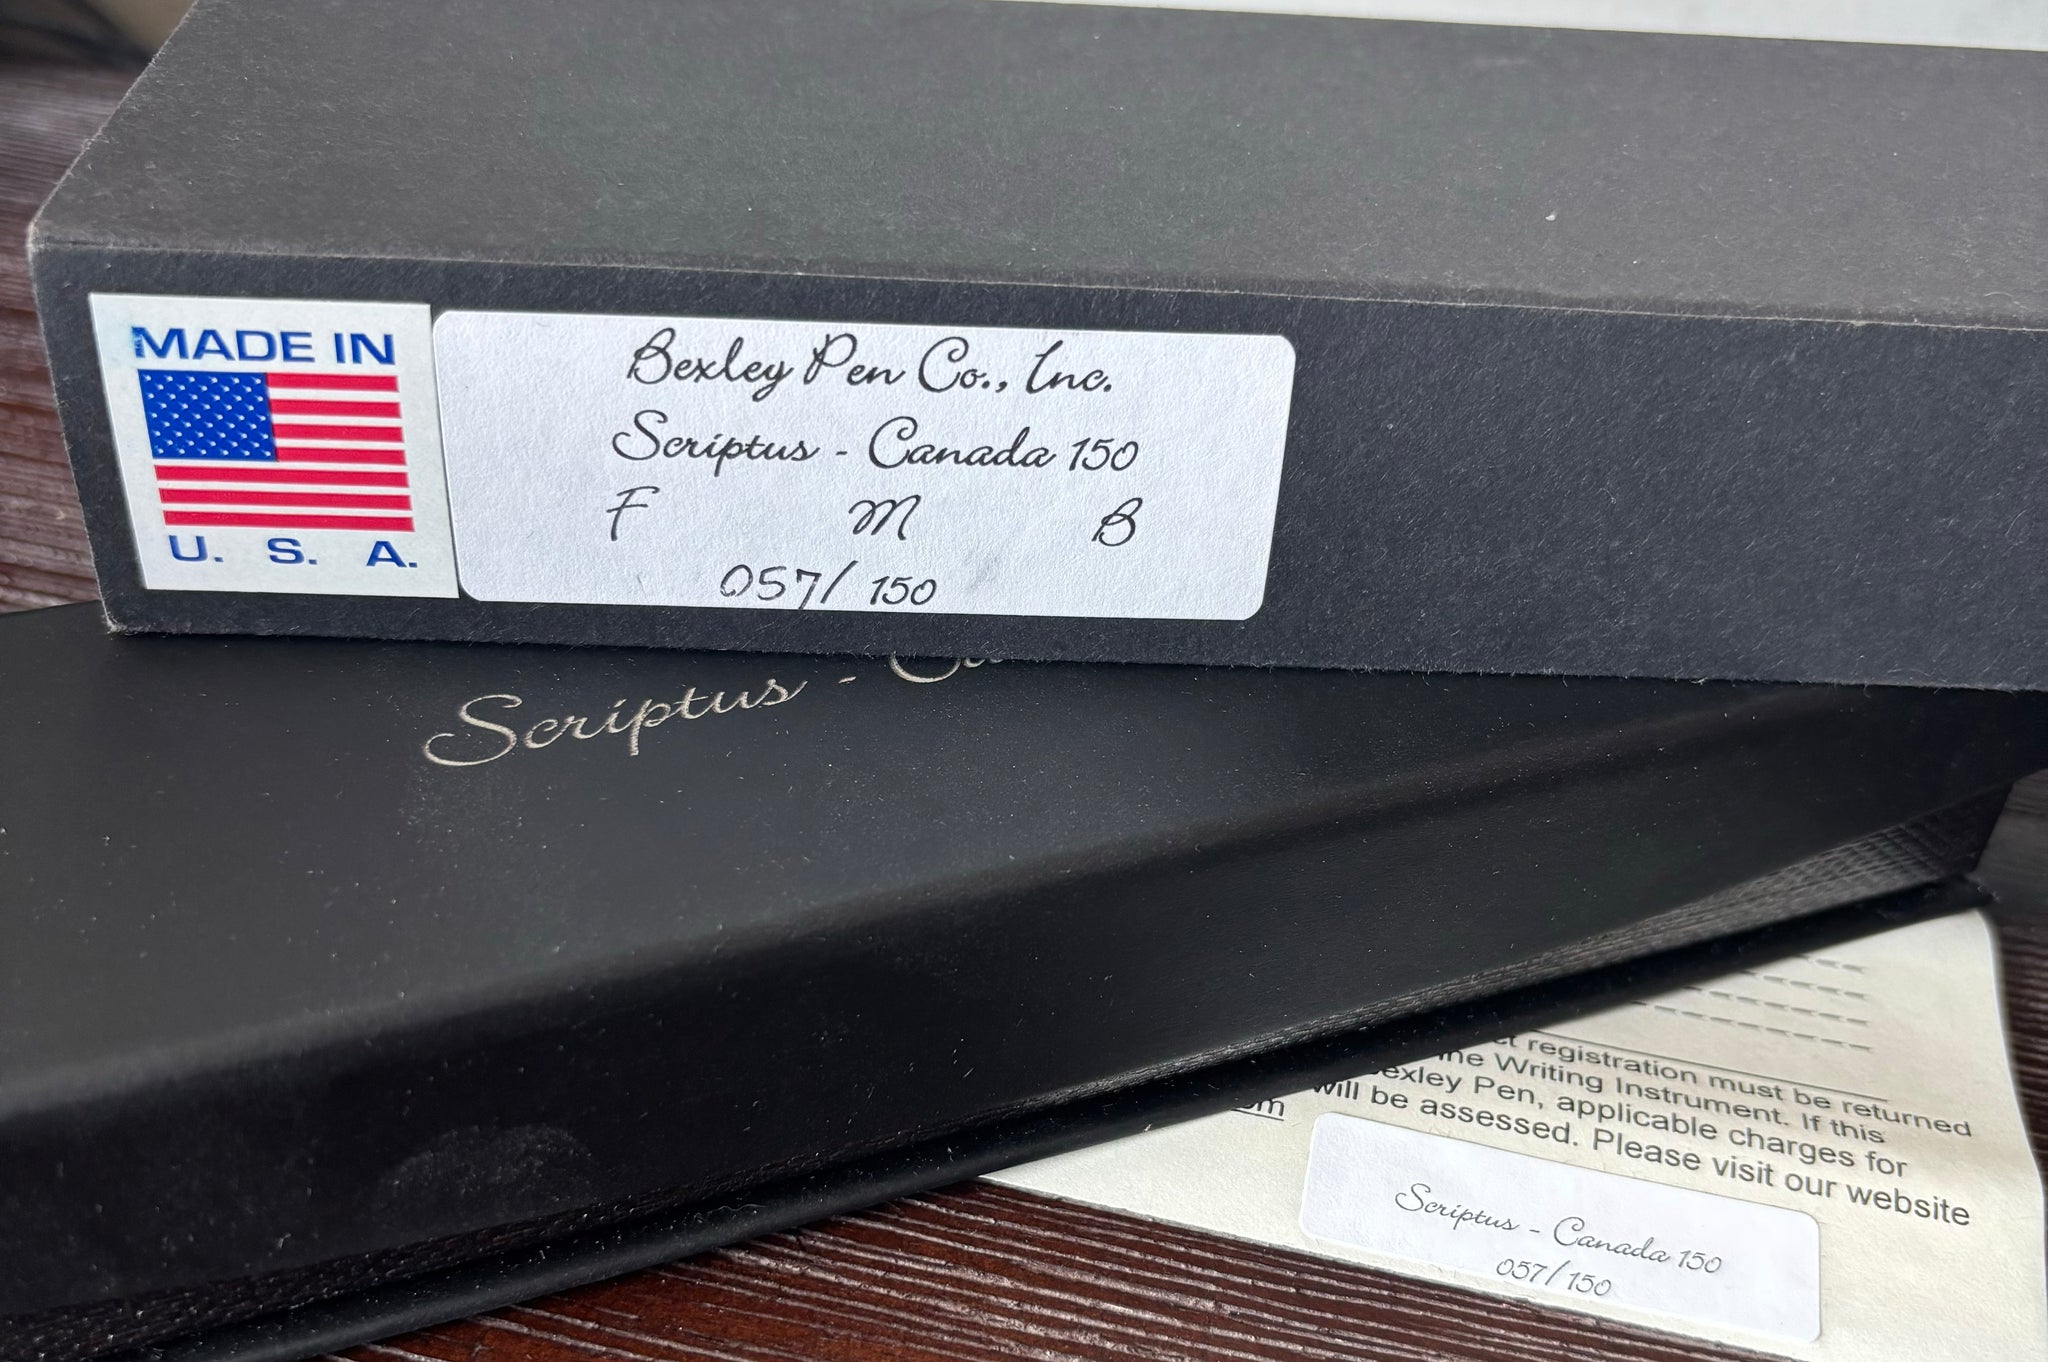 MADE IN
U. S. A.
Bexley Pen Co., Inc.
Scriptus - Canada 150
F M B
057/150
Scriptus -
registration must be returned
Writing Instrument. If this
Pen, applicable charges for
will be assessed. Please visit our website
Scriptus - Canada 150
057/150